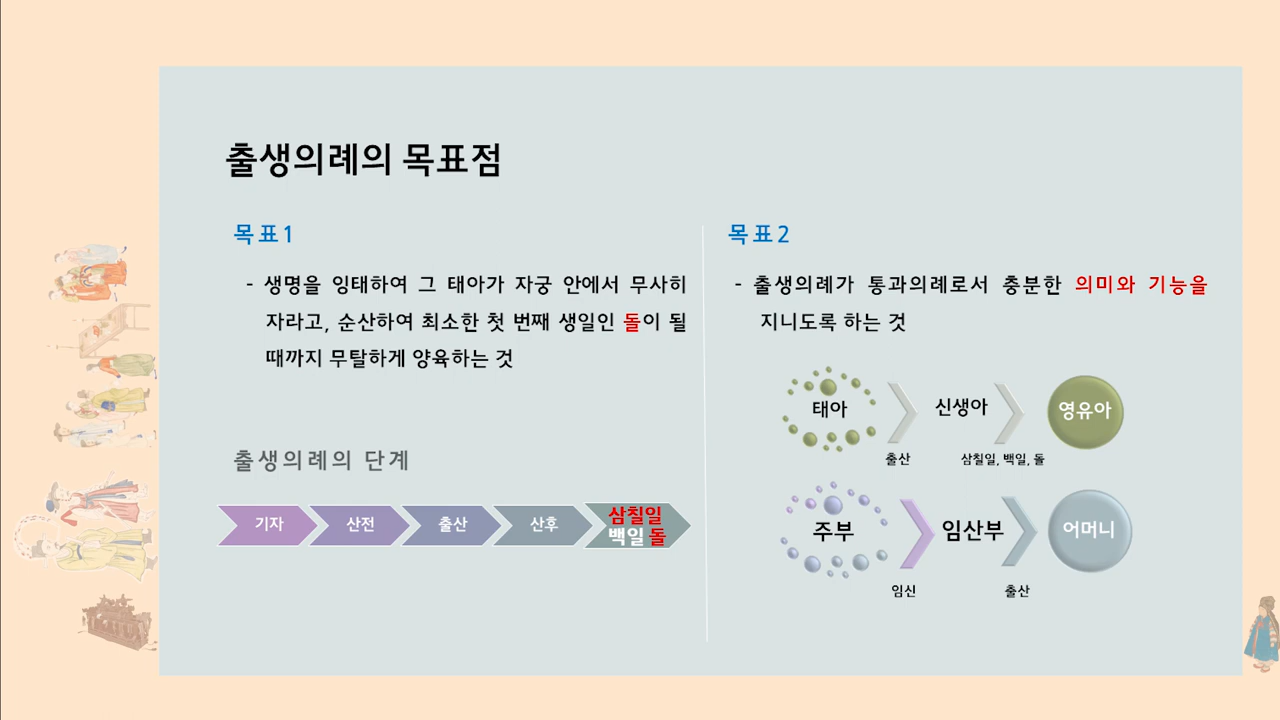 출생의례의 목표점
목표1
- 생명을 잉태하여 그 태아가 자궁 안에서 무사히
자라고, 순산하여 최소한 첫 번째 생일인 돌이 될
때까지 무탈하게 양육하는 것
출생의례의 단계
기자
산전
출산
산후
삼칠일
백일 돌
목표2
- 출생의례가 통과의례로서 충분한 의미와 기능을
지니도록 하는 것
태아
신생아
영유아
출산
삼칠일, 백일, 돌
주부
임산부
어머니
임신
출산